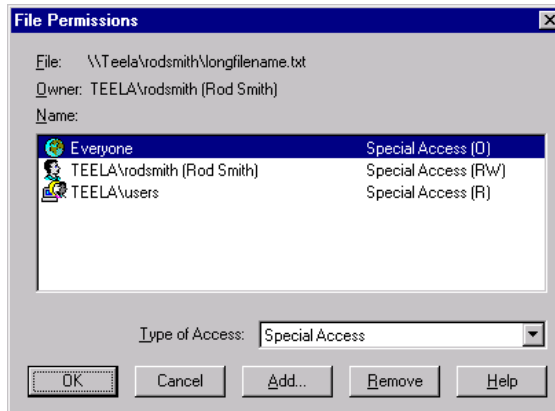 File Permissions
File: \\Teela\rodsmith\longfilename.txt
Owner: TEELA\rodsmith (Rod Smith)
Name:
Everyone Special Access (O)
TEELA\rodsmith (Rod Smith) Special Access (RW)
TEELA\users Special Access (R)
Type of Access: Special Access
OK Cancel Add... Remove Help